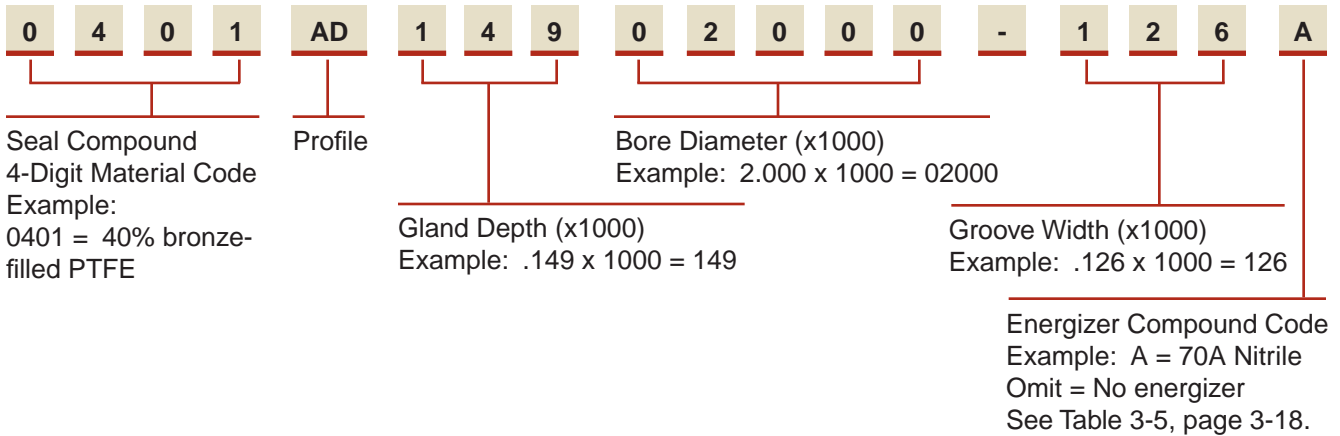 0 4 0 1 AD 1 4 9 0 2 0 0 0 - 1 2 6 A
Seal Compound
4-Digit Material Code
Example:
0401 = 40% bronze-
filled PTFE
Profile
Gland Depth (x1000)
Example: .149 x 1000 = 149
Bore Diameter (x1000)
Example: 2.000 x 1000 = 02000
Groove Width (x1000)
Example: .126 x 1000 = 126
Energizer Compound Code
Example: A = 70A Nitrile
Omit = No energizer
See Table 3-5, page 3-18.